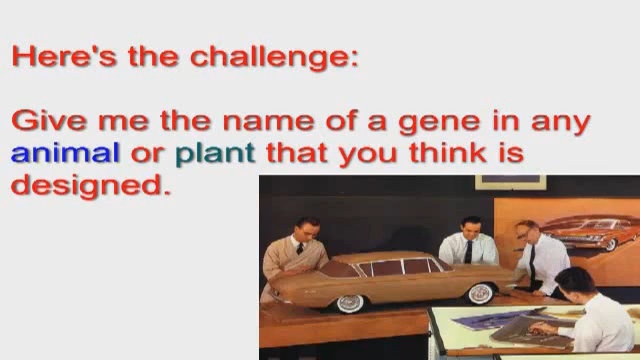 Here's the challenge:
Give me the name of a gene in any
animal or plant that you think is
designed.